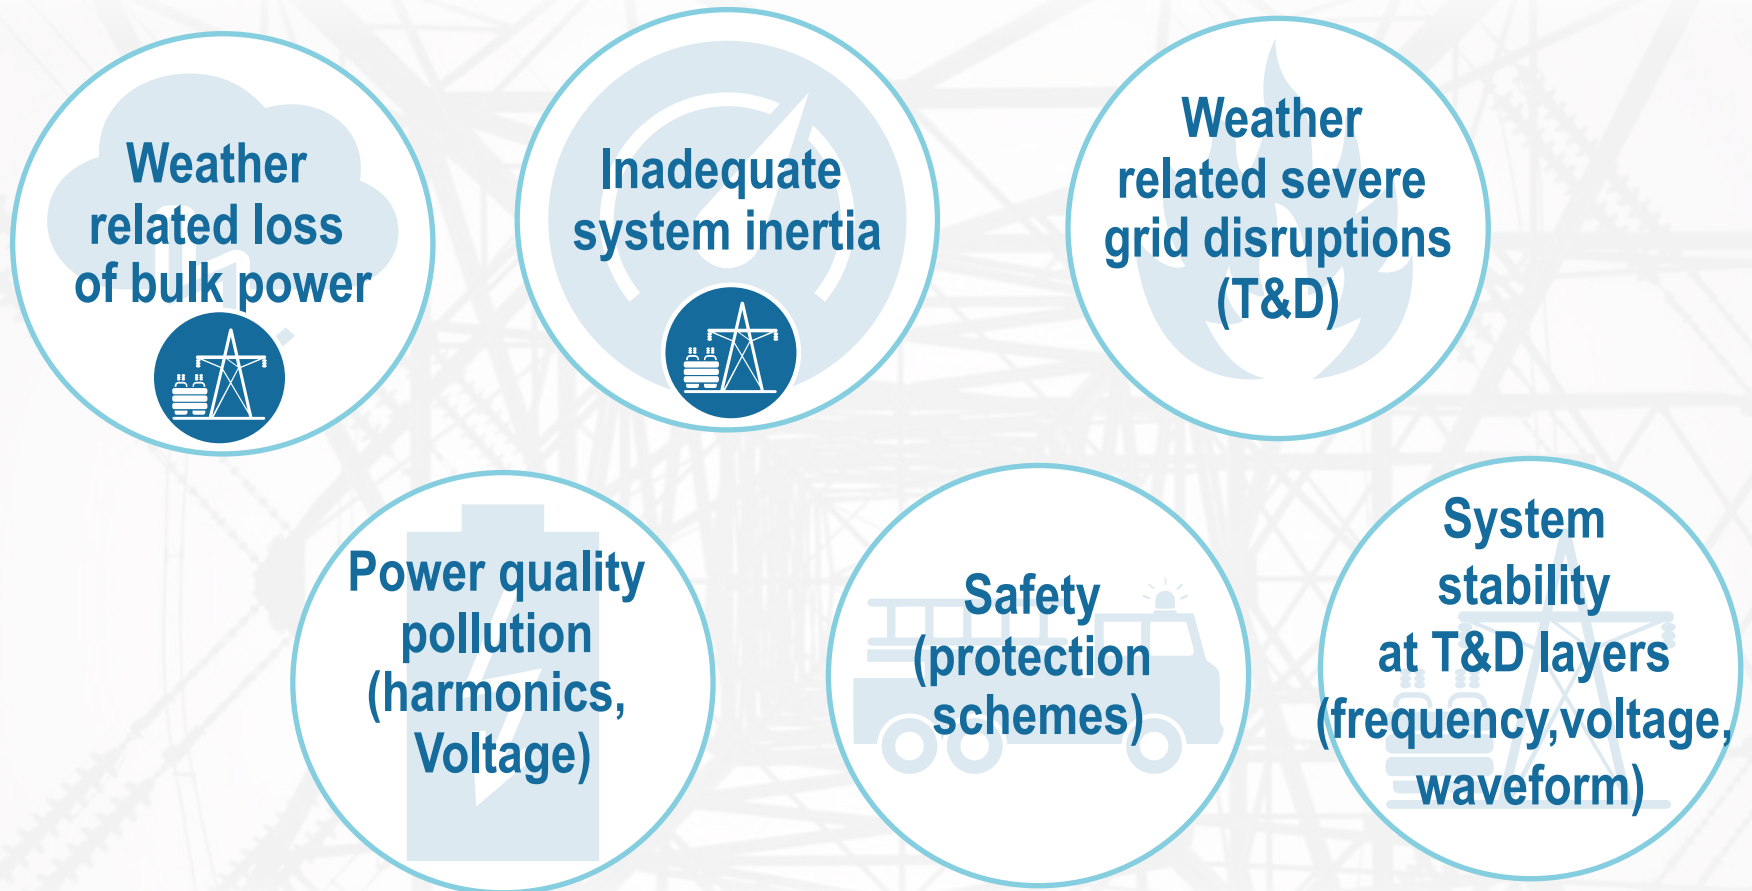 Weather
related loss
of bulk power
Inadequate
system inertia
Weather
related severe
grid disruptions
(T&D)
Power quality
pollution
(harmonics,
Voltage)
Safety
(protection
schemes)
System
stability
at T&D layers
(frequency,voltage,
waveform)